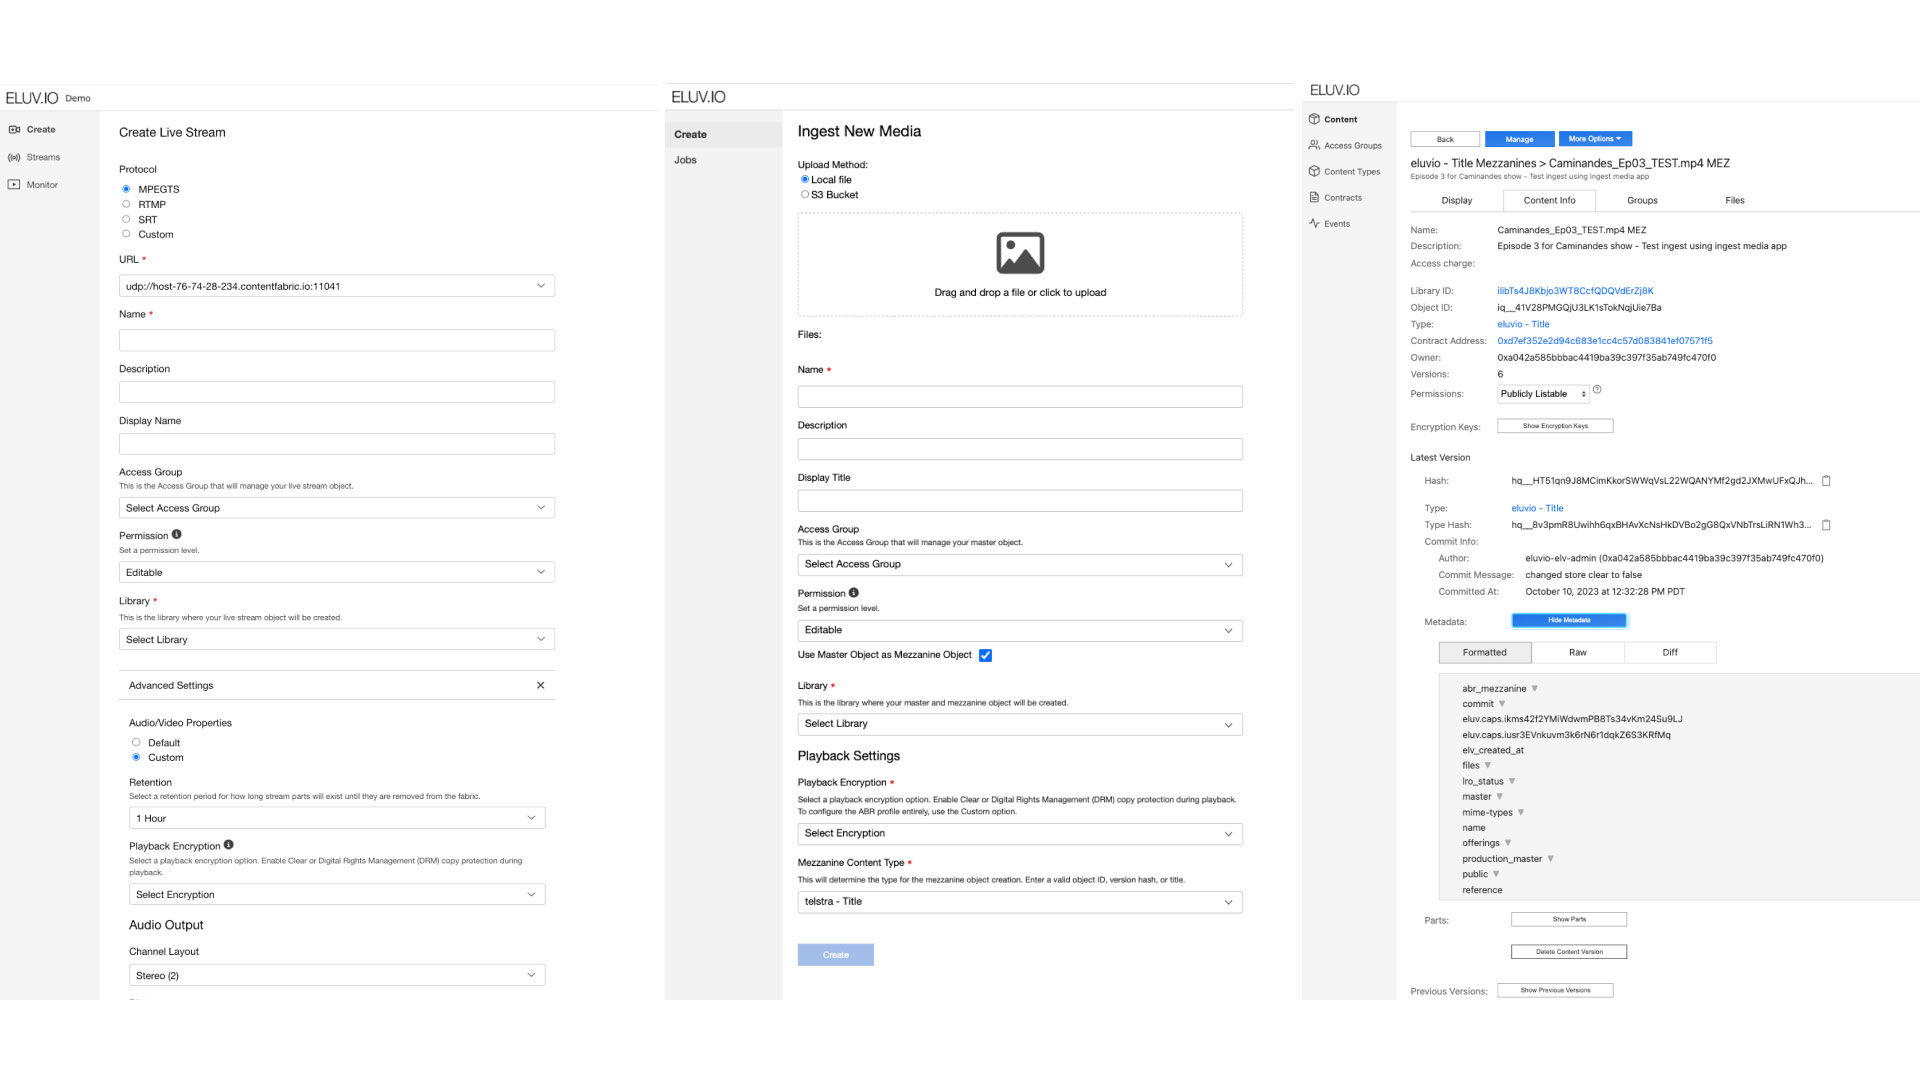 ELUV.IO Demo
Create
Streams
Monitor
Create Live Stream
Protocol
MPEGTS
RTMP
SRT
Custom
URL *
udp://host-76-74-28-234.contentfabric.io:11041
Name *
Description
Display Name
Access Group
This is the Access Group that will manage your live stream object.
Select Access Group
Permission
Set a permission level.
Editable
Library *
This is the library where your live stream object will be created.
Select Library
Advanced Settings
Audio/Video Properties
Default
Custom
Retention
Select a retention period for how long stream parts will exist until they are removed from the fabric.
1 Hour
Playback Encryption
Select a playback encryption option. Enable Clear or Digital Rights Management (DRM) copy protection during
playback.
Select Encryption
Audio Output
Channel Layout
Stereo (2)
ELUV.IO
Create
Jobs
Ingest New Media
Upload Method:
Local file
S3 Bucket
Drag and drop a file or click to upload
Files:
Name *
Description
Display Title
Access Group
This is the Access Group that will manage your master object.
Select Access Group
Permission
Set a permission level.
Editable
Use Master Object as Mezzanine Object
Library *
This is the library where your master and mezzanine object will be created.
Select Library
Playback Settings
Playback Encryption *
Select a playback encryption option. Enable Clear or Digital Rights Management (DRM) copy protection during playback.
To configure the ABR profile entirely, use the Custom option.
Select Encryption
Mezzanine Content Type *
This will determine the type for the mezzanine object creation. Enter a valid object ID, version hash, or title.
telstra - Title
Create
ELUV.IO
Content
Access Groups
Content Types
Contracts
Events
Back Manage More Options
eluvio - Title Mezzanines > Caminandes_Ep03_TEST.mp4 MEZ
Episode 3 for Caminandes show - Test ingest using ingest media app
Display Content Info Groups Files
Name: Caminandes_Ep03_TEST.mp4 MEZ
Description: Episode 3 for Caminandes show - Test ingest using ingest media app
Access charge:
Library ID: ilibTs4J8Kbjo3WT8CcfQDQVdErZj8K
Object ID: iq__41V28PMGQjU3LK1sTokNqjUie7Ba
Type: eluvio - Title
Contract Address: 0xd7ef352e2d94c683e1cc4c57d083841ef07571f5
Owner: 0xa042a585bbbac4419ba39c397f35ab749fc470f0
Versions: 6
Permissions: Publicly Listable
Encryption Keys: Show Encryption Keys
Latest Version
Hash: hq__HT51qn9J8MCimKkorSWWqVsL22WQANYMf2gd2JXMwUFxQJh...
Type: eluvio - Title
Type Hash: hq__8v3pmR8Uwihh6qxBHAvXcNsHkDVBo2gG8QxVNbTrsLiRN1Wh3...
Commit Info:
Author: eluvio-elv-admin (0xa042a585bbbac4419ba39c397f35ab749fc470f0)
Commit Message: changed store clear to false
Committed At: October 10, 2023 at 12:32:28 PM PDT
Metadata: Hide Metadata
Formatted Raw Diff
abr_mezzanine
commit
eluv.caps.ikms42f2YMiWdwmPB8Ts34vKm24Su9LJ
eluv.caps.iusr3EVnkuvm3k6rN6r1dqkZ6S3KRfMq
elv_created_at
files
lro_status
master
mime-types
name
offerings
production_master
public
reference
Parts: Show Parts
Delete Content Version
Previous Versions: Show Previous Versions